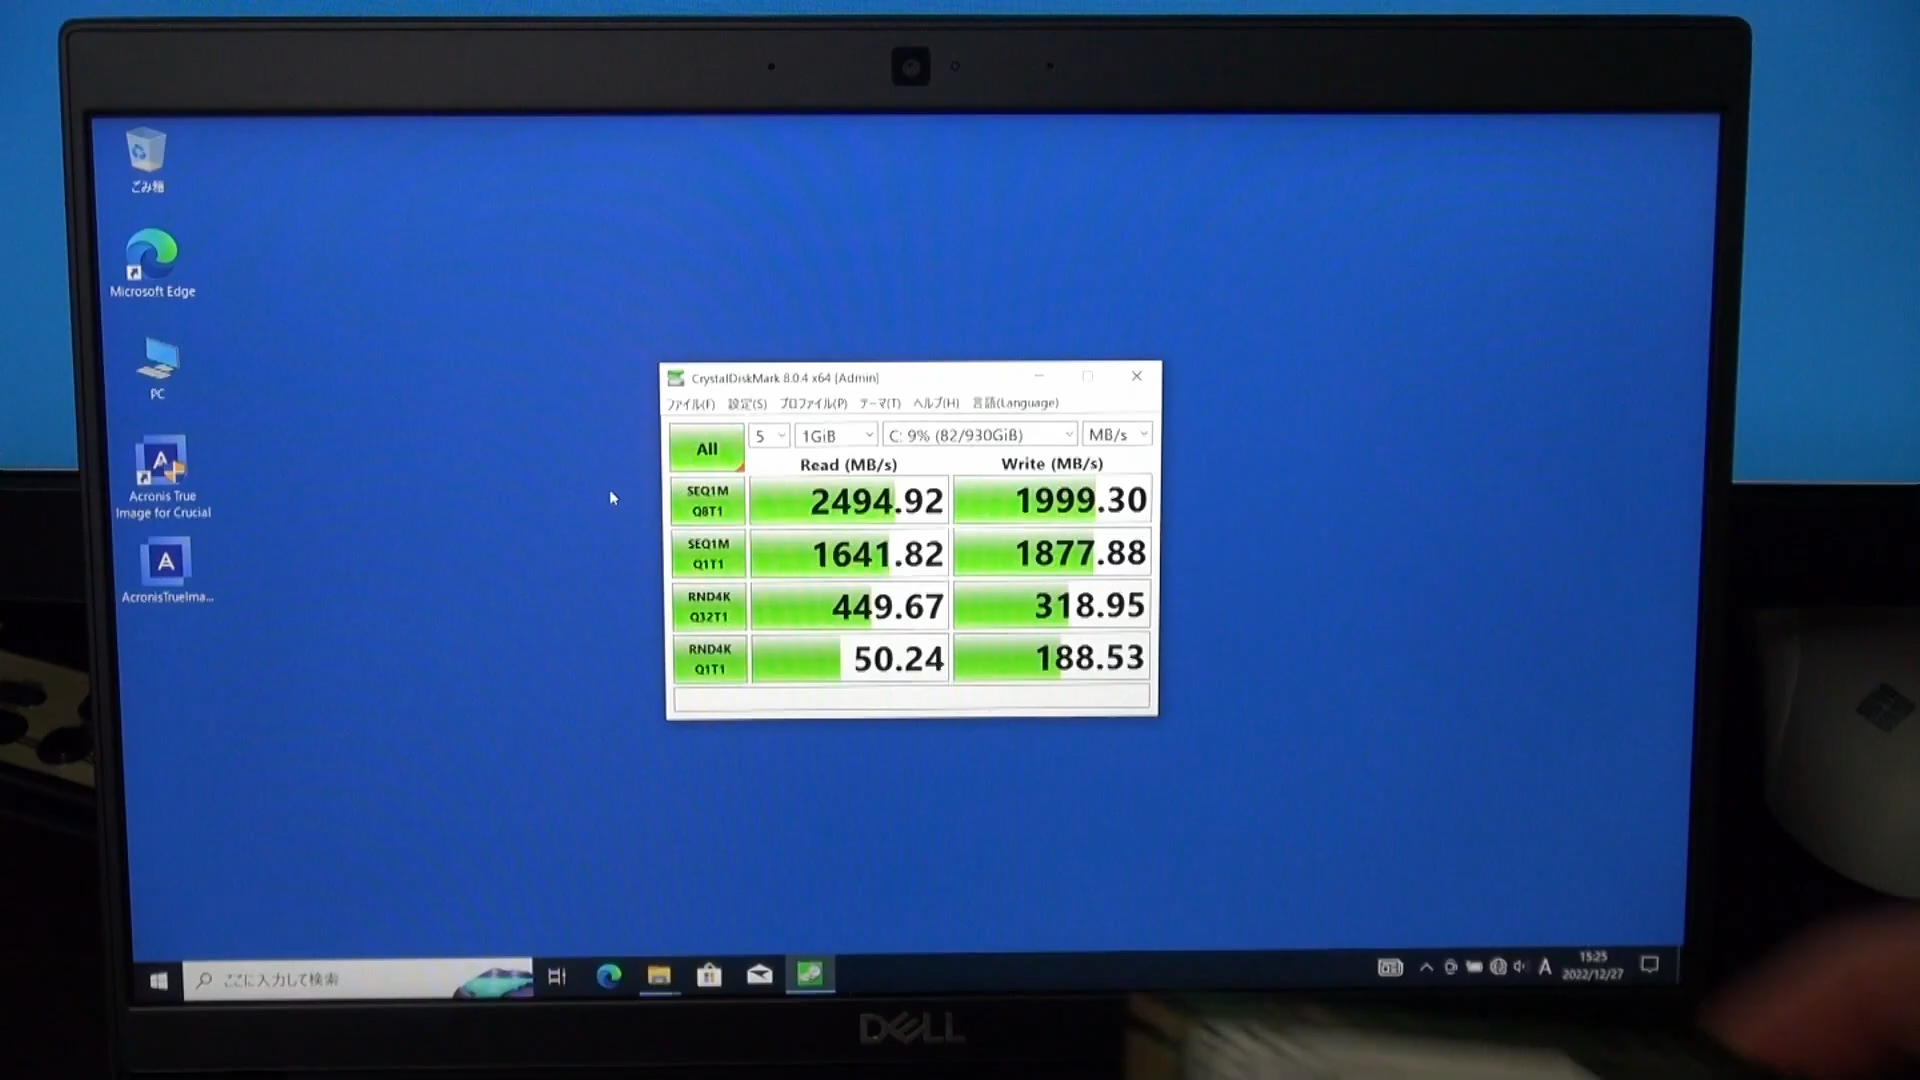 ごみ箱
Microsoft Edge
PC
Acronis True
Image for Crucial
AcronisTrueIma...
CrystalDiskMark 8.0.4 x64 [Admin]
ファイル(F) 設定(S) プロファイル(P) テーマ(T) ヘルプ(H) 言語(Language)
All 5 1GiB C: 9% (82/930GiB) MB/s
Read (MB/s) Write (MB/s)
SEQ1M
Q8T1 2494.92 1999.30
SEQ1M
Q1T1 1641.82 1877.88
RND4K
Q32T1 449.67 318.95
RND4K
Q1T1 50.24 188.53
ここに入力して検索
A
15:25
2022/12/27
DELL